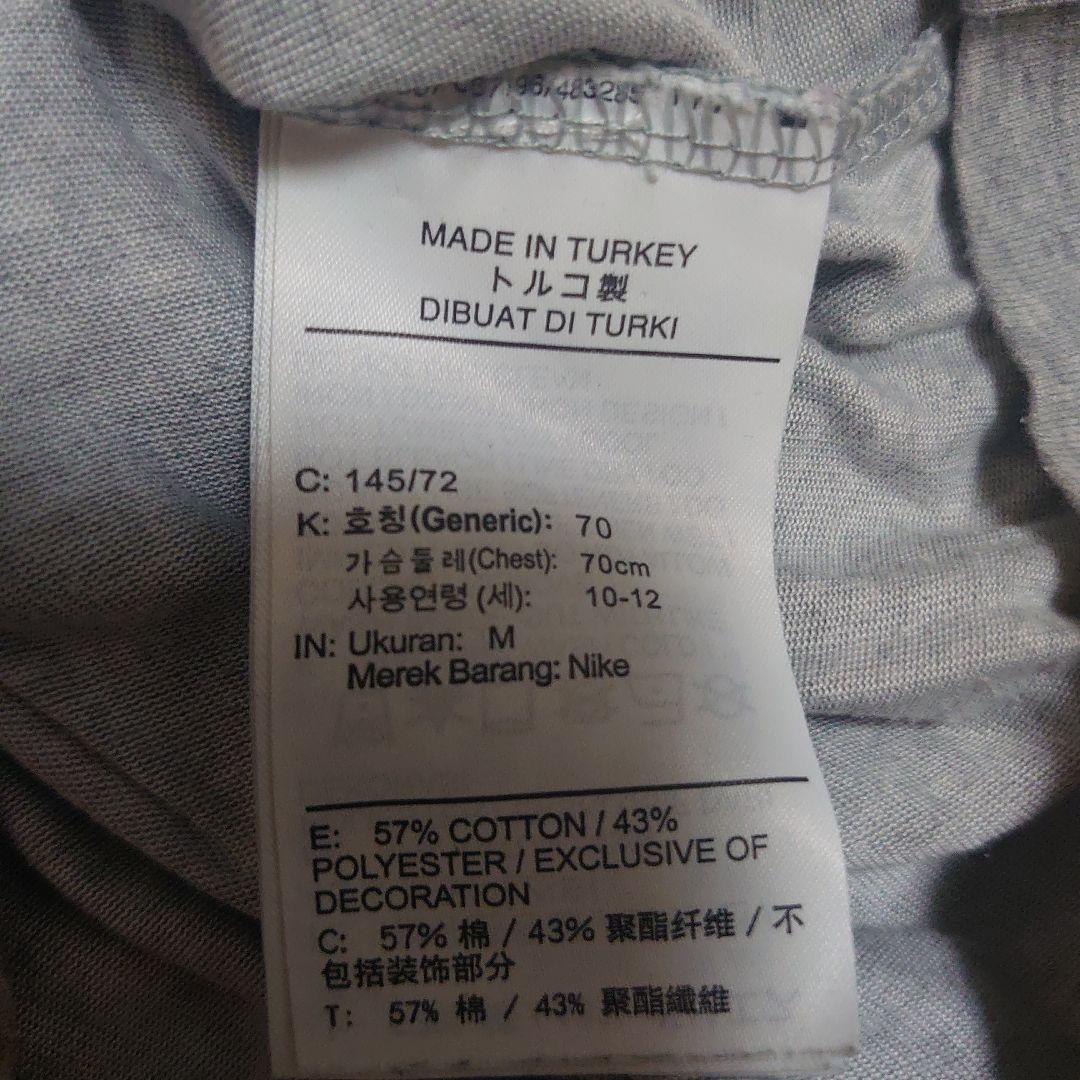 MADE IN TURKEY
トルコ製
DIBUAT DI TURKI
C: 145/72
K: 호칭(Generic): 70
가슴둘레(Chest): 70cm
사용연령(세): 10-12
IN: Ukuran: M
Merek Barang: Nike
E: 57% COTTON / 43%
POLYESTER / EXCLUSIVE OF
DECORATION
C: 57% 棉 / 43% 聚酯纤维 / 不
包括装饰部分
T: 57% 棉 / 43% 聚酯纖維